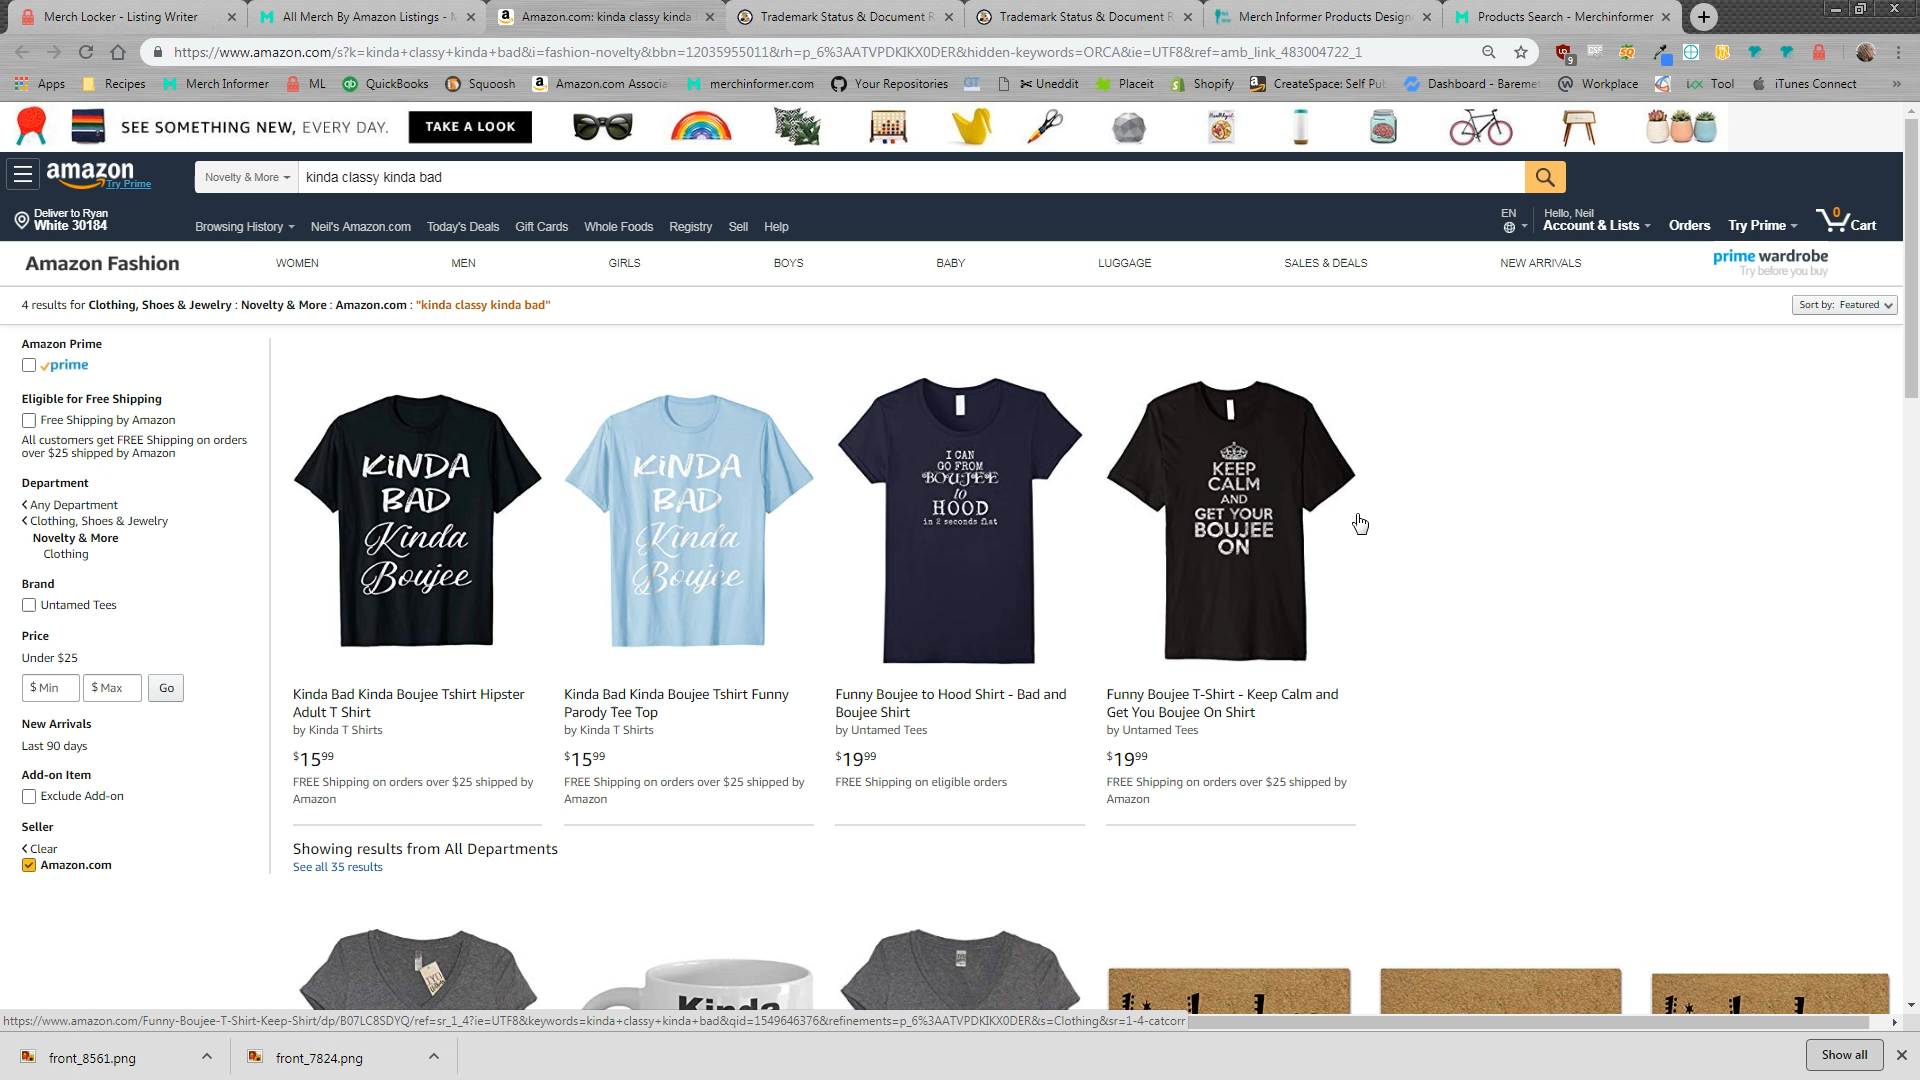 Merch Locker - Listing Writer
All Merch By Amazon Listings -
Amazon.com: kinda classy kinda
Trademark Status & Document R
Trademark Status & Document R
Merch Informer Products Design
Products Search - Merchinformer
https://www.amazon.com/s?k=kinda+classy+kinda+bad&i=fashion-novelty&bbn=12035955011&rh=p_6%3AATVPDKIKX0DER&hidden-keywords=ORCA&ie=UTF8&ref=amb_link_483004722_1
9
Apps
Recipes
Merch Informer
ML
QuickBooks
Squoosh
Amazon.com Associa
merchinformer.com
Your Repositories
GT
Uneddit
Placeit
Shopify
CreateSpace: Self Put
Dashboard - Bareme
Workplace
Tool
iTunes Connect
SEE SOMETHING NEW, EVERY DAY.
TAKE A LOOK
amazon
Try Prime
Novelty & More
kinda classy kinda bad
Deliver to Ryan
White 30184
Browsing History
Neil's Amazon.com
Today's Deals
Gift Cards
Whole Foods
Registry
Sell
Help
EN
Hello, Neil
Account & Lists
Orders
Try Prime
0
Cart
Amazon Fashion
WOMEN
MEN
GIRLS
BOYS
BABY
LUGGAGE
SALES & DEALS
NEW ARRIVALS
prime wardrobe
Try before you buy
4 results for Clothing, Shoes & Jewelry : Novelty & More : Amazon.com : "kinda classy kinda bad"
Sort by: Featured
Amazon Prime
prime
Eligible for Free Shipping
Free Shipping by Amazon
All customers get FREE Shipping on orders
over $25 shipped by Amazon
Department
Any Department
Clothing, Shoes & Jewelry
Novelty & More
Clothing
Brand
Untamed Tees
Price
Under $25
$ Min
$ Max
Go
New Arrivals
Last 90 days
Add-on Item
Exclude Add-on
Seller
Clear
Amazon.com
KINDA
BAD
Kinda
Boujee
KINDA
BAD
Kinda
Boujee
I CAN
GO FROM
BOUJEE
to
HOOD
in 2 seconds flat
KEEP
CALM
AND
GET YOUR
BOUJEE
ON
Kinda Bad Kinda Boujee Tshirt Hipster
Adult T Shirt
by Kinda T Shirts
$15 99
FREE Shipping on orders over $25 shipped by
Amazon
Kinda Bad Kinda Boujee Tshirt Funny
Parody Tee Top
by Kinda T Shirts
$15 99
FREE Shipping on orders over $25 shipped by
Amazon
Funny Boujee to Hood Shirt - Bad and
Boujee Shirt
by Untamed Tees
$19 99
FREE Shipping on eligible orders
Funny Boujee T-Shirt - Keep Calm and
Get You Boujee On Shirt
by Untamed Tees
$19 99
FREE Shipping on orders over $25 shipped by
Amazon
Showing results from All Departments
See all 35 results
Kinda
https://www.amazon.com/Funny-Boujee-T-Shirt-Keep-Shirt/dp/B07LC8SDYQ/ref=sr_1_4?ie=UTF8&keywords=kinda+classy+kinda+bad&qid=1549646376&refinements=p_6%3AATVPDKIKX0DER&s=Clothing&sr=1-4-catcorr
front_8561.png
front_7824.png
Show all